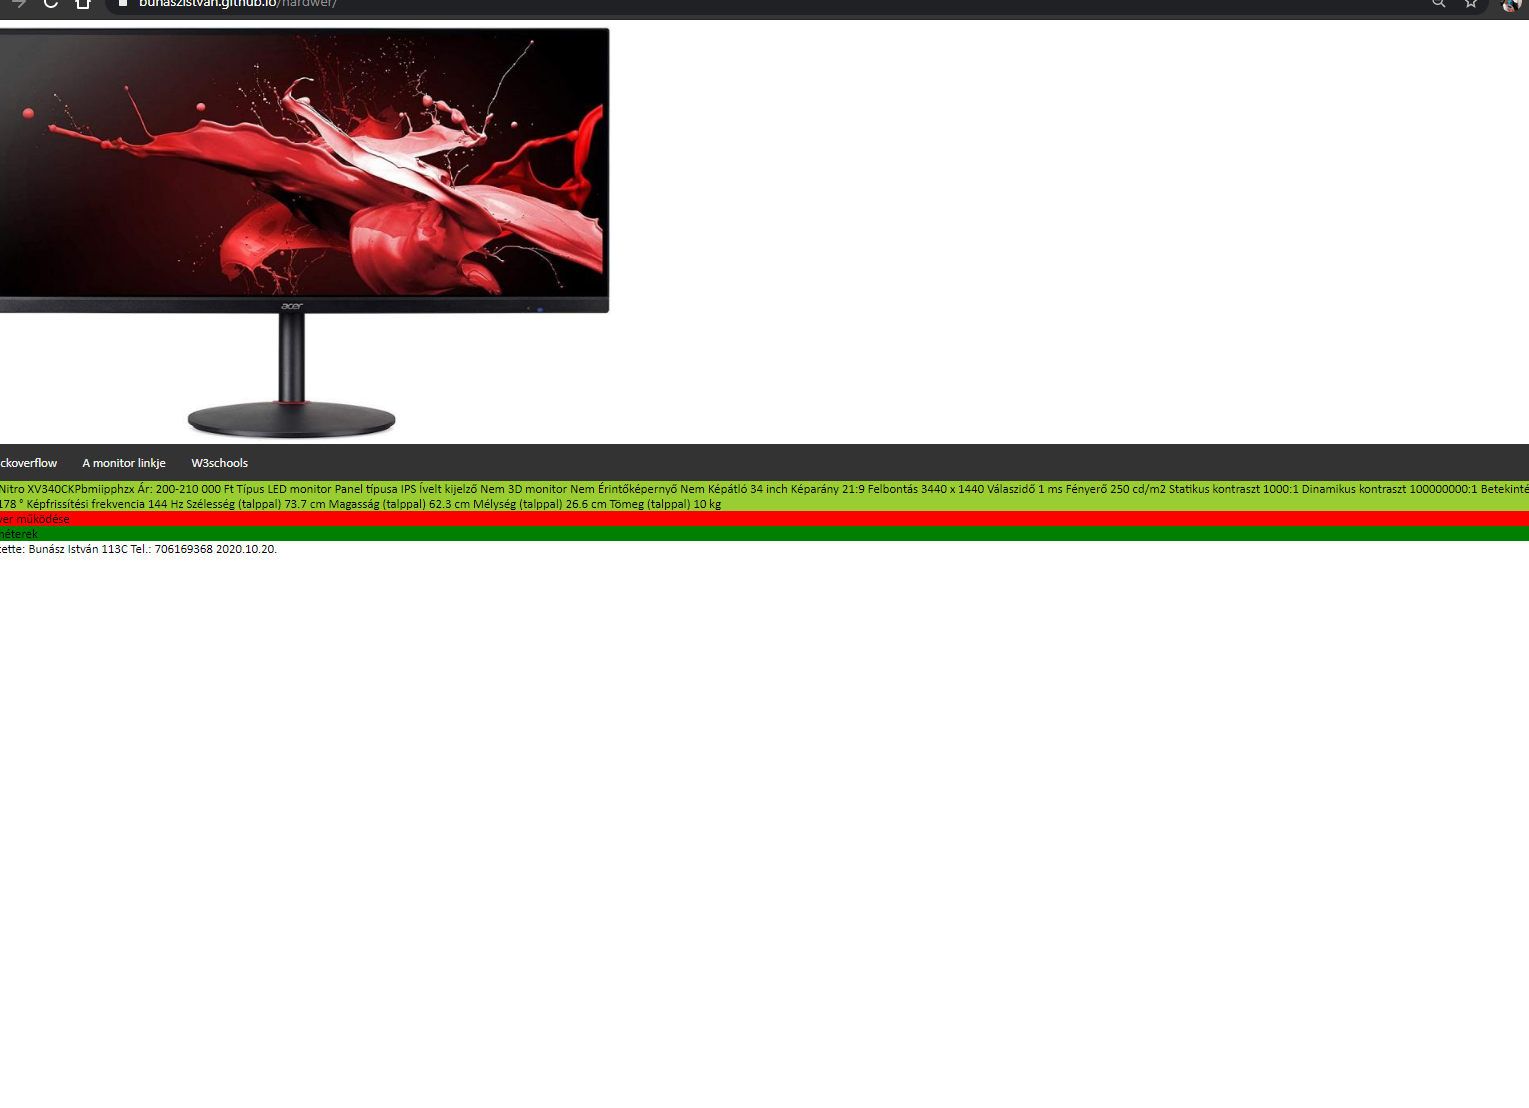 bunaszistvan.github.io/hardwer/
acer
ckoverflow A monitor linkje W3schools
Nitro XV340CKPbmiipphzx Ár: 200-210 000 Ft Típus LED monitor Panel típusa IPS Ívelt kijelző Nem 3D monitor Nem Érintőképernyő Nem Képátló 34 inch Képarány 21:9 Felbontás 3440 x 1440 Válaszidő 1 ms Fényerő 250 cd/m2 Statikus kontraszt 1000:1 Dinamikus kontraszt 100000000:1 Betekinté
178 ° Képfrissítési frekvencia 144 Hz Szélesség (talppal) 73.7 cm Magasság (talppal) 62.3 cm Mélység (talppal) 26.6 cm Tömeg (talppal) 10 kg
ver működése
méterek
tette: Bunász István 113C Tel.: 706169368 2020.10.20.